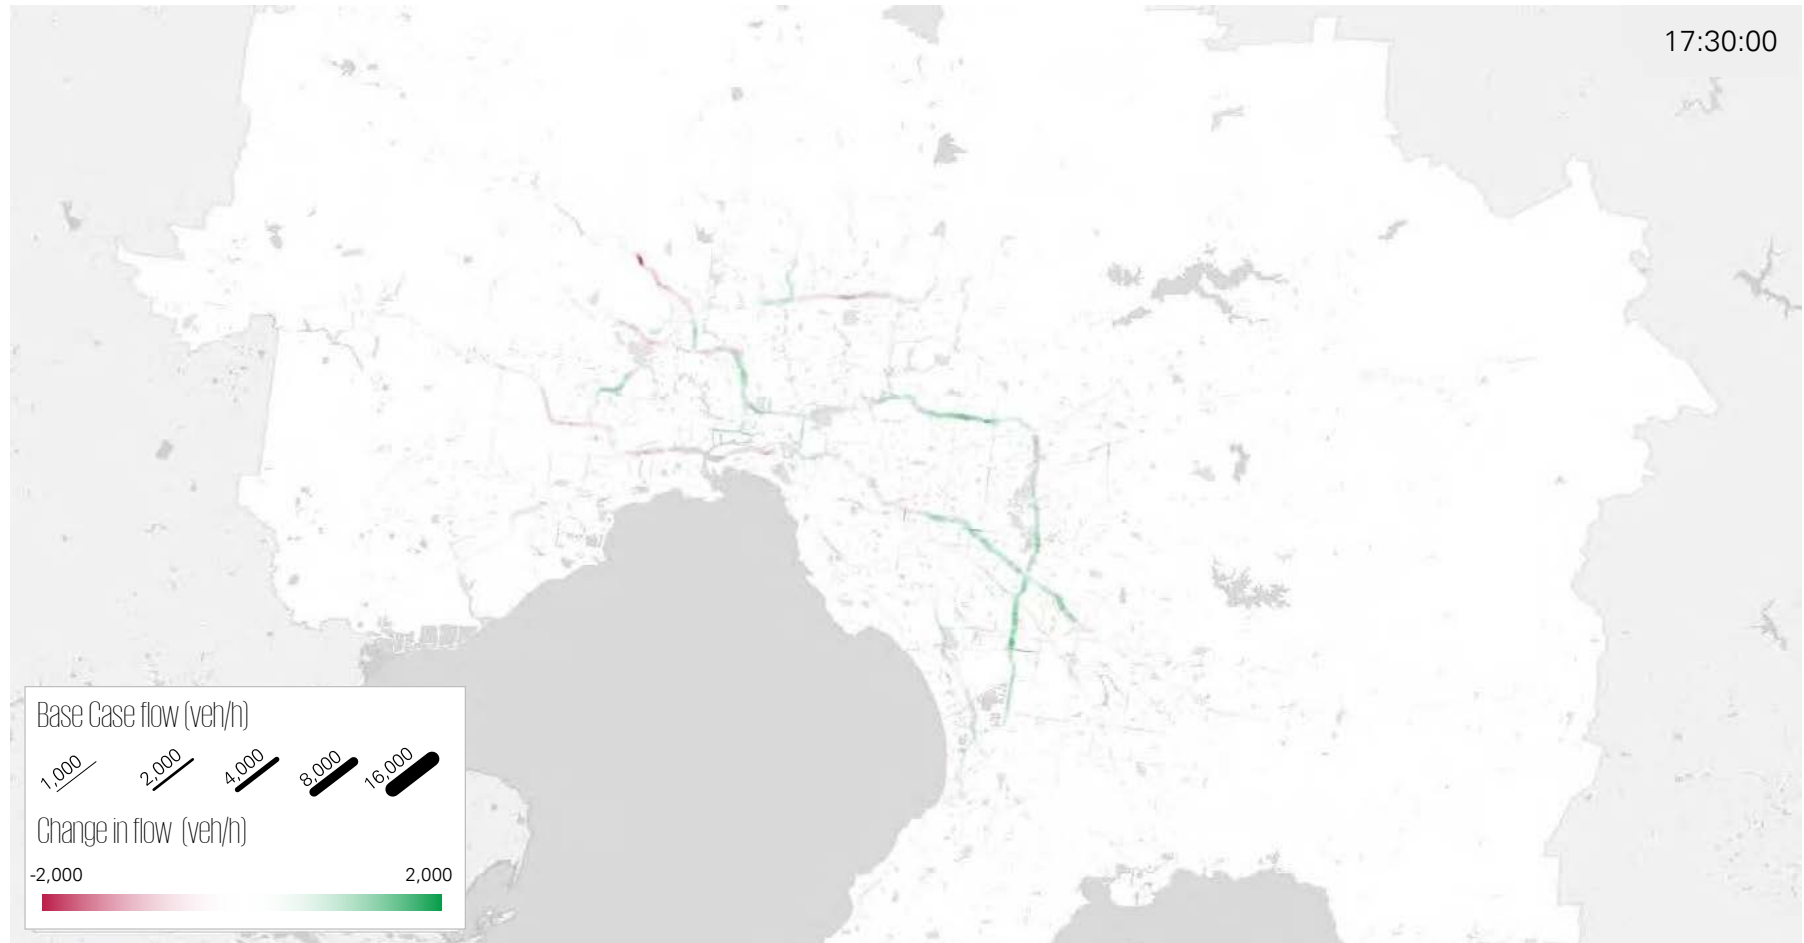 17:30:00
Base Case flow (veh/h)
1,000 2,000 4,000 8,000 16,000
Change in flow (veh/h)
-2,000 2,000